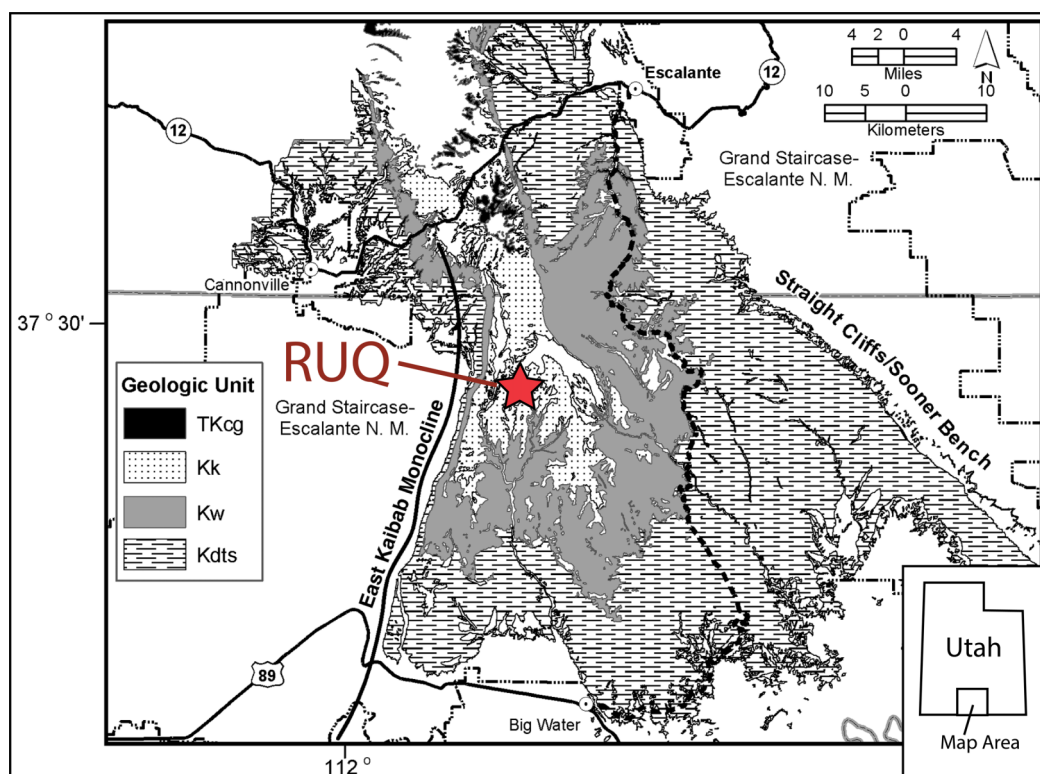 4 2 0 4
Miles
N
10 5 0 10
Kilometers
Escalante
12
12
Grand Staircase-
Escalante N. M.
Cannonville
37 o 30'
Straight Cliffs/Sooner Bench
RUQ
Grand Staircase-
Escalante N. M.
East Kaibab Monocline
Geologic Unit
TKcg
Kk
Kw
Kdts
89
Big Water
112 o
Utah
Map Area